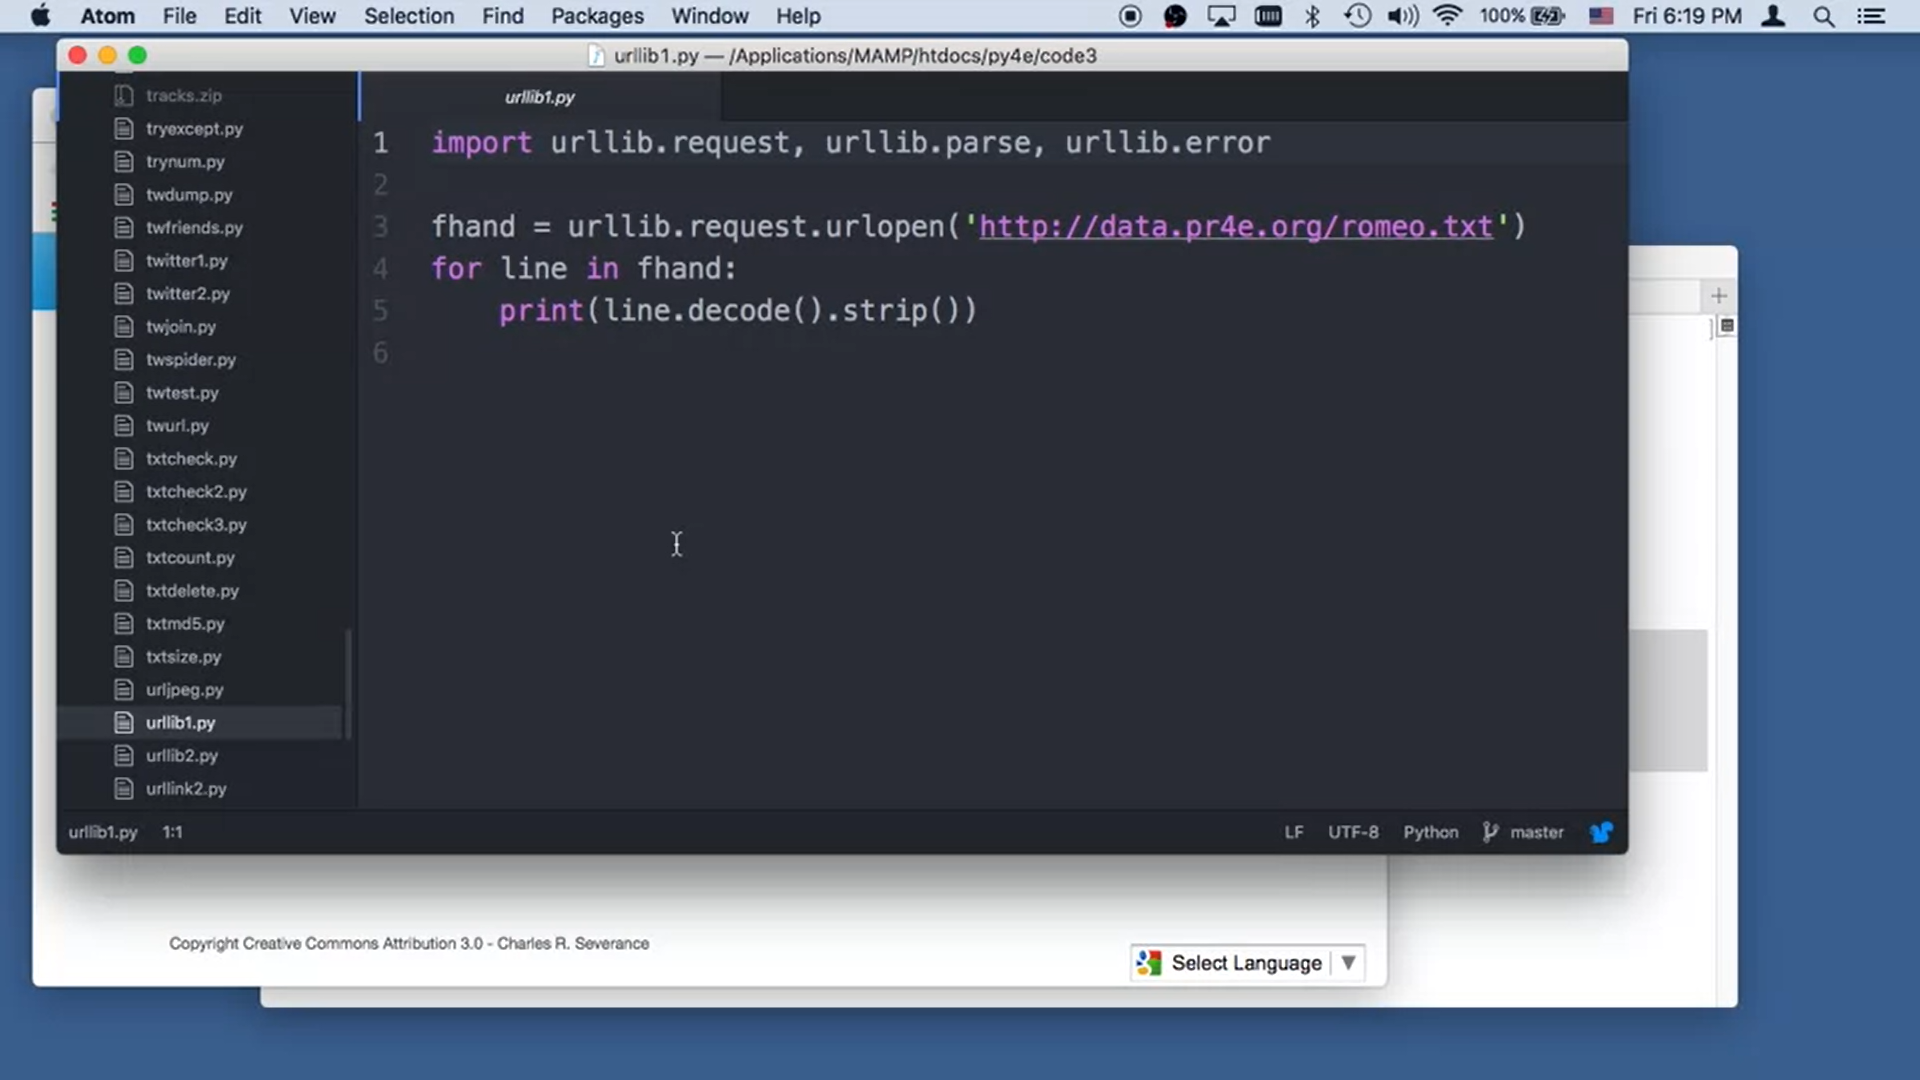 Atom File Edit View Selection Find Packages Window Help 100% Fri 6:19 PM
urllib1.py — /Applications/MAMP/htdocs/py4e/code3
tracks.zip
tryexcept.py
trynum.py
twdump.py
twfriends.py
twitter1.py
twitter2.py
twjoin.py
twspider.py
twtest.py
twurl.py
txtcheck.py
txtcheck2.py
txtcheck3.py
txtcount.py
txtdelete.py
txtmd5.py
txtsize.py
urljpeg.py
urllib1.py
urllib2.py
urllink2.py
urllib1.py
1 import urllib.request, urllib.parse, urllib.error
2
3 fhand = urllib.request.urlopen('http://data.pr4e.org/romeo.txt')
4 for line in fhand:
5     print(line.decode().strip())
6
urllib1.py 1:1 LF UTF-8 Python master
Copyright Creative Commons Attribution 3.0 - Charles R. Severance
Select Language ▼